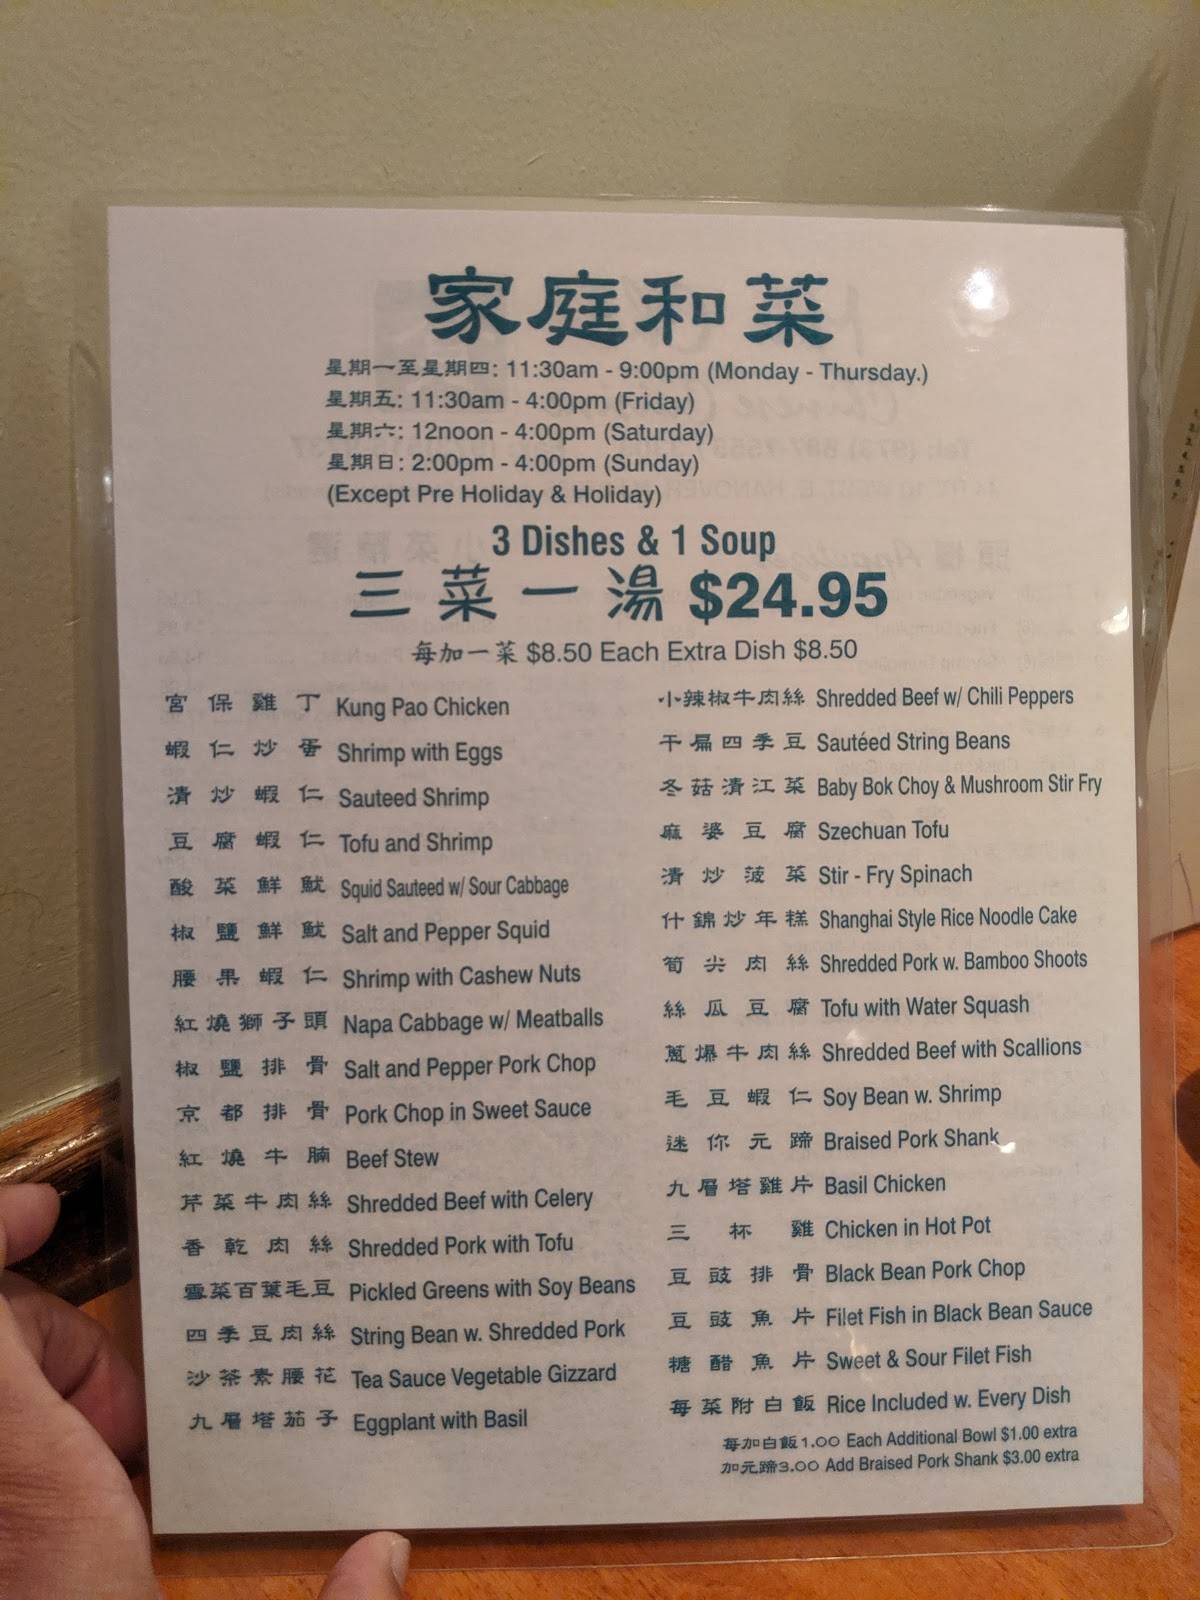 家庭和菜
星期一至星期四: 11:30am - 9:00pm (Monday - Thursday.)
星期五: 11:30am - 4:00pm (Friday)
星期六: 12noon - 4:00pm (Saturday)
星期日: 2:00pm - 4:00pm (Sunday)
(Except Pre Holiday & Holiday)
3 Dishes & 1 Soup
三菜一湯 $24.95
每加一菜 $8.50 Each Extra Dish $8.50
宮保雞丁 Kung Pao Chicken
蝦仁炒蛋 Shrimp with Eggs
清炒蝦仁 Sauteed Shrimp
豆腐蝦仁 Tofu and Shrimp
酸菜鮮魷 Squid Sauteed w/ Sour Cabbage
椒鹽鮮魷 Salt and Pepper Squid
腰果蝦仁 Shrimp with Cashew Nuts
紅燒獅子頭 Napa Cabbage w/ Meatballs
椒鹽排骨 Salt and Pepper Pork Chop
京都排骨 Pork Chop in Sweet Sauce
紅燒牛腩 Beef Stew
芹菜牛肉絲 Shredded Beef with Celery
香乾肉絲 Shredded Pork with Tofu
雪菜百葉毛豆 Pickled Greens with Soy Beans
四季豆肉絲 String Bean w. Shredded Pork
沙茶素腰花 Tea Sauce Vegetable Gizzard
九層塔茄子 Eggplant with Basil
小辣椒牛肉絲 Shredded Beef w/ Chili Peppers
干扁四季豆 Sautéed String Beans
冬菇清江菜 Baby Bok Choy & Mushroom Stir Fry
麻婆豆腐 Szechuan Tofu
清炒菠菜 Stir - Fry Spinach
什錦炒年糕 Shanghai Style Rice Noodle Cake
筍尖肉絲 Shredded Pork w. Bamboo Shoots
絲瓜豆腐 Tofu with Water Squash
蔥爆牛肉絲 Shredded Beef with Scallions
毛豆蝦仁 Soy Bean w. Shrimp
迷你元蹄 Braised Pork Shank
九層塔雞片 Basil Chicken
三杯雞 Chicken in Hot Pot
豆豉排骨 Black Bean Pork Chop
豆豉魚片 Filet Fish in Black Bean Sauce
糖醋魚片 Sweet & Sour Filet Fish
每菜附白飯 Rice Included w. Every Dish
每加白飯1.00 Each Additional Bowl $1.00 extra
加元蹄3.00 Add Braised Pork Shank $3.00 extra